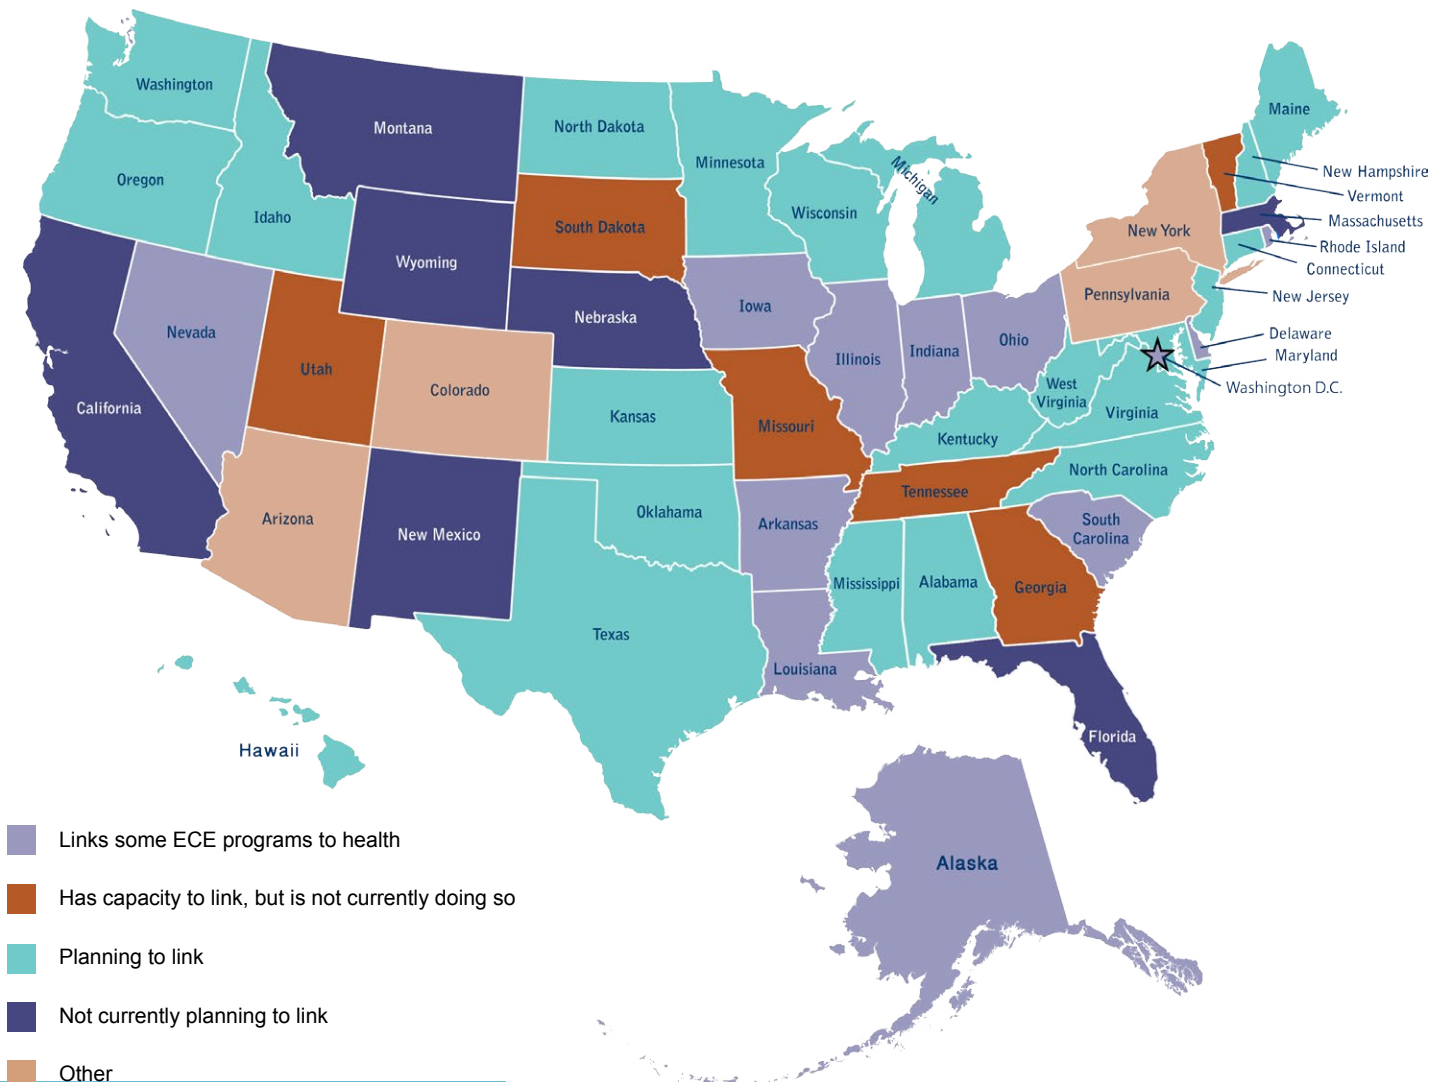 Washington
Montana
North Dakota
Minnesota
Maine
Oregon
Idaho
Michigan
New Hampshire
Vermont
Massachusetts
Rhode Island
Connecticut
New Jersey
Delaware
Maryland
Washington D.C.
South Dakota
Wisconsin
New York
Wyoming
Pennsylvania
Nebraska
Iowa
Nevada
Illinois
Indiana
Ohio
Utah
Colorado
West
Virginia
Virginia
California
Kansas
Missouri
Kentucky
North Carolina
Tennessee
Arizona
New Mexico
Oklahoma
Arkansas
South
Carolina
Mississippi
Alabama
Georgia
Texas
Louisiana
Florida
Hawaii
Alaska
Links some ECE programs to health
Has capacity to link, but is not currently doing so
Planning to link
Not currently planning to link
Other